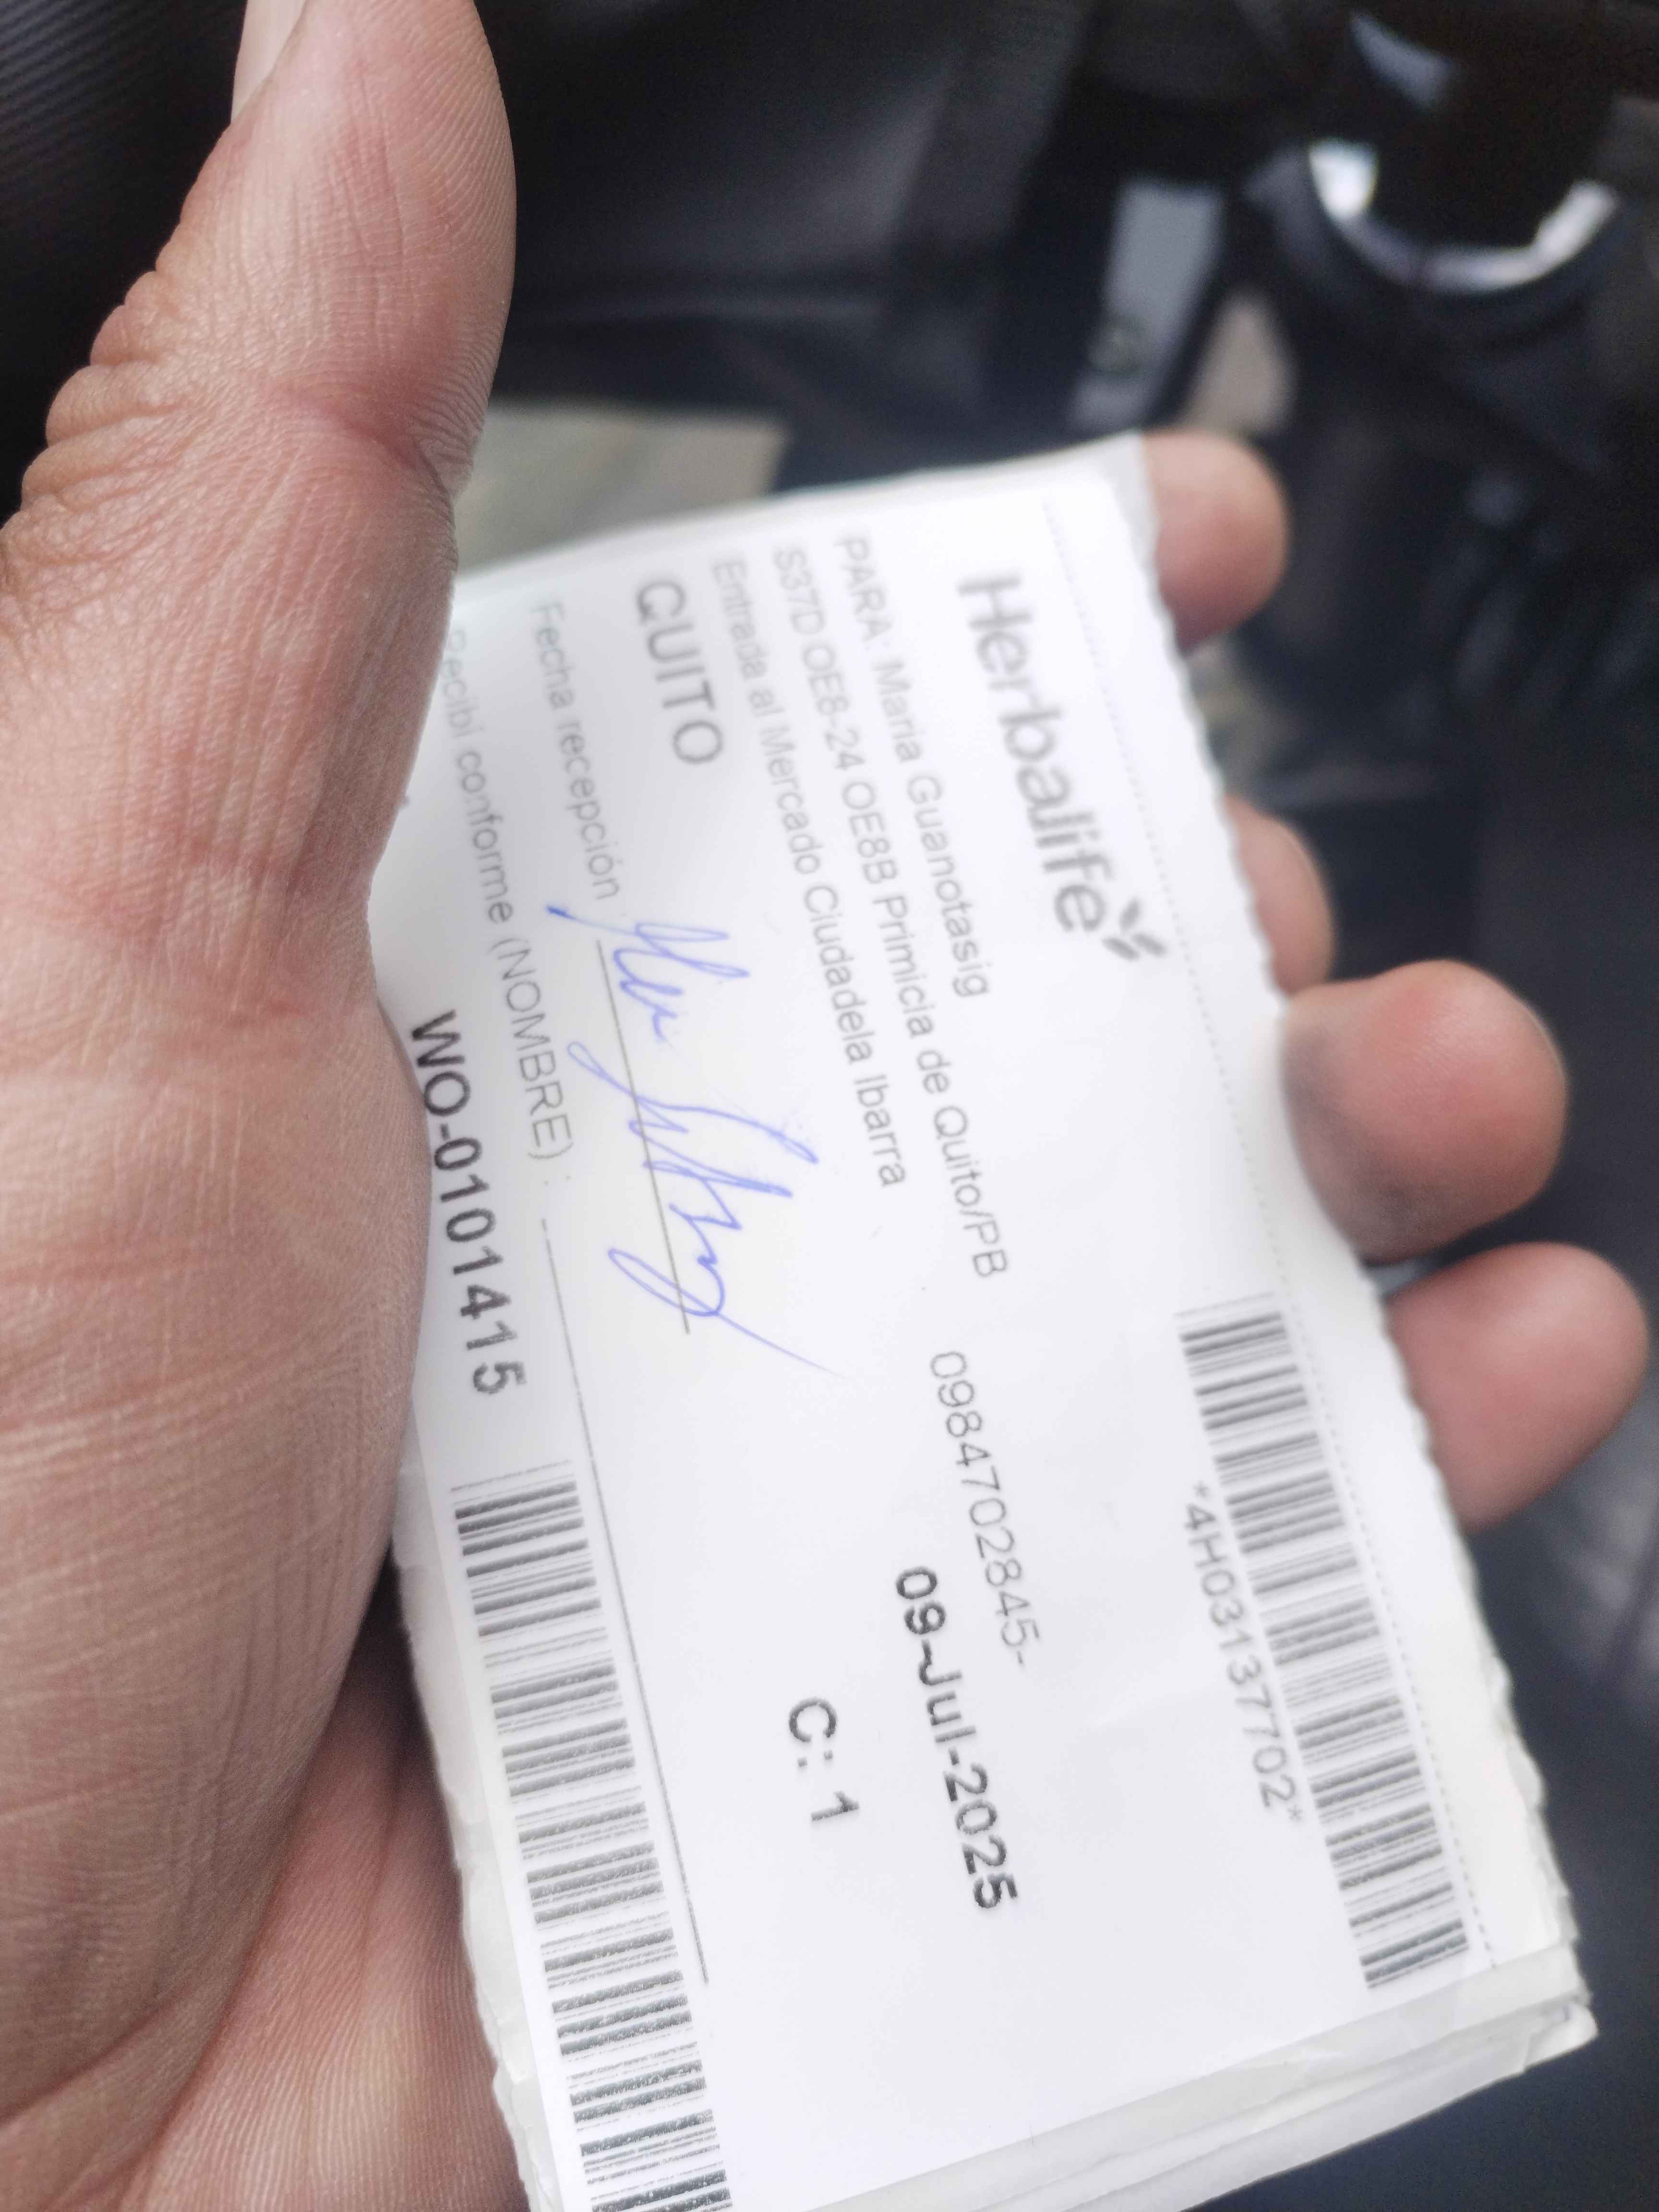 Herbalife
*4H03137702*
PARA: Maria Guanotasig
0984702845-
S37D OE8-24 OE8B Primicia de Quito/PB
Entrada al Mercado Ciudadela Ibarra
09-Jul-2025
QUITO
C: 1
Fecha recepción
Recibí conforme (NOMBRE) :
WO-0101415